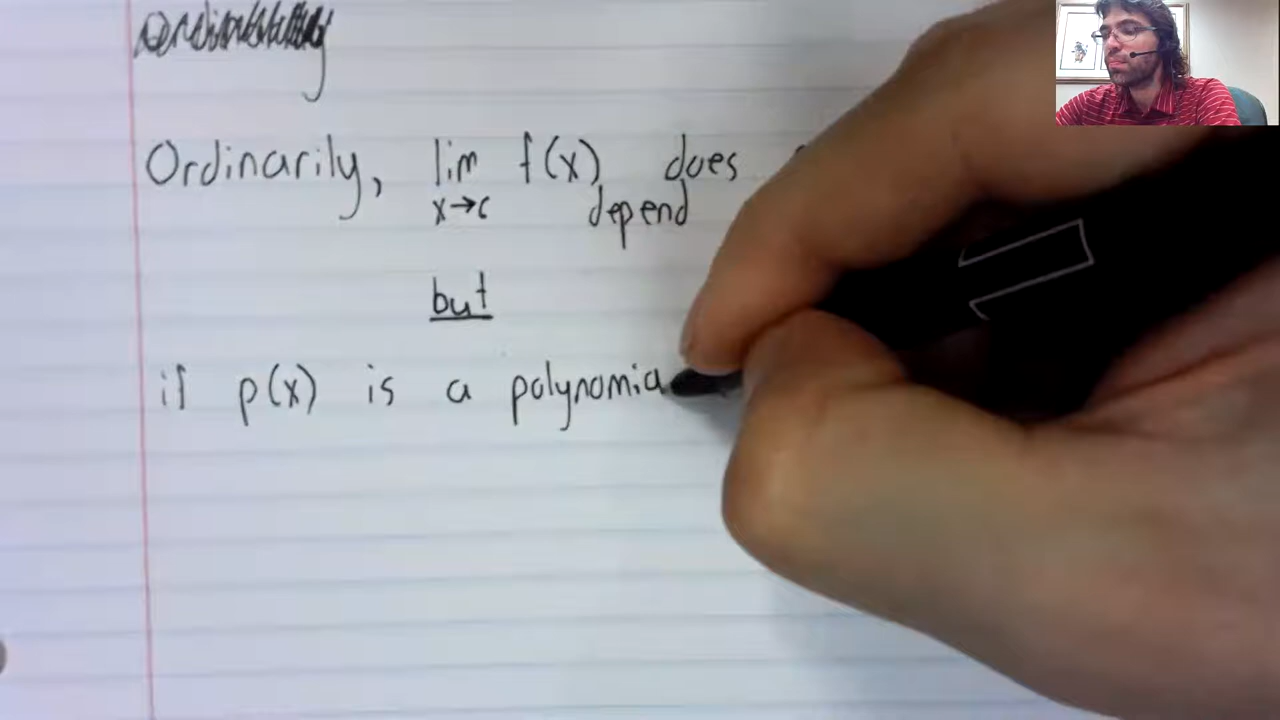 Ordinarily, lim f(x) does
x→c depend
but
if p(x) is a polynomia